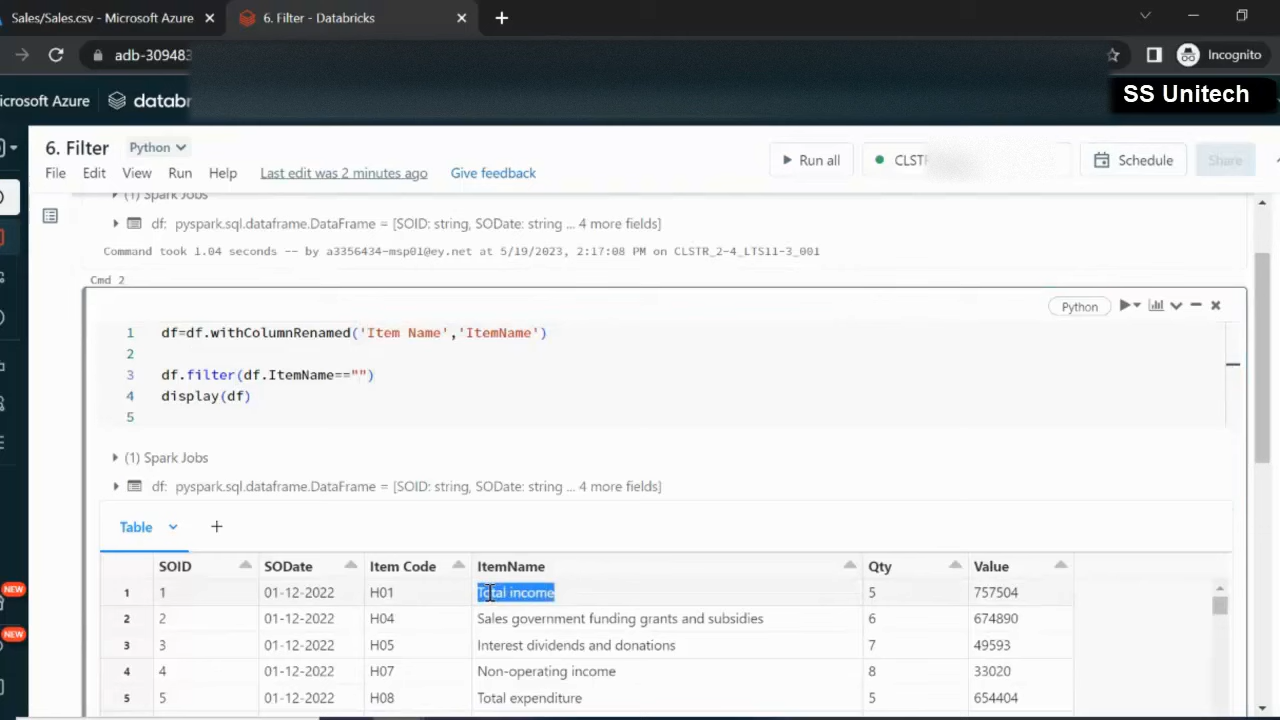 Sales/Sales.csv - Microsoft Azure
6. Filter - Databricks
adb-309483
Incognito
icrosoft Azure
databr
SS Unitech
6. Filter
Python
Run all
CLSTR
Schedule
Share
File
Edit
View
Run
Help
Last edit was 2 minutes ago
Give feedback
(1) Spark Jobs
df: pyspark.sql.dataframe.DataFrame = [SOID: string, SODate: string ... 4 more fields]
Command took 1.04 seconds -- by a3356434-msp01@ey.net at 5/19/2023, 2:17:08 PM on CLSTR_2-4_LTS11-3_001
Cmd 2
Python
1 df=df.withColumnRenamed('Item Name','ItemName')
2
3 df.filter(df.ItemName=="")
4 display(df)
5
(1) Spark Jobs
df: pyspark.sql.dataframe.DataFrame = [SOID: string, SODate: string ... 4 more fields]
Table
SOID SODate Item Code ItemName Qty Value
1 1 01-12-2022 H01 Total income 5 757504
2 2 01-12-2022 H04 Sales government funding grants and subsidies 6 674890
3 3 01-12-2022 H05 Interest dividends and donations 7 49593
NEW
4 4 01-12-2022 H07 Non-operating income 8 33020
NEW
5 5 01-12-2022 H08 Total expenditure 5 654404